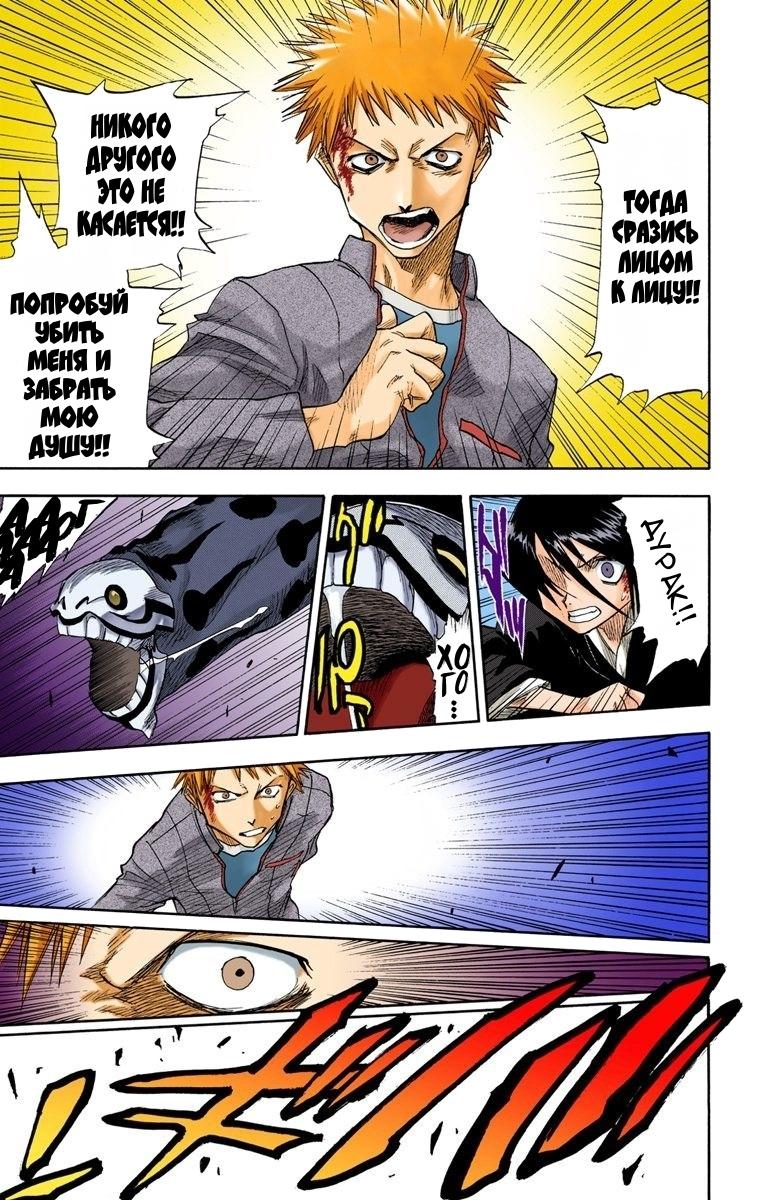 ТОГДА
СРАЗИСЬ
ЛИЦОМ
К ЛИЦУ!!
НИКОГО
ДРУГОГО
ЭТО НЕ
КАСАЕТСЯ!!
ПОПРОБУЙ
УБИТЬ
МЕНЯ И
ЗАБРАТЬ
МОЮ
ДУШУ!!
ДУРАК!!
ХО
ГО
...